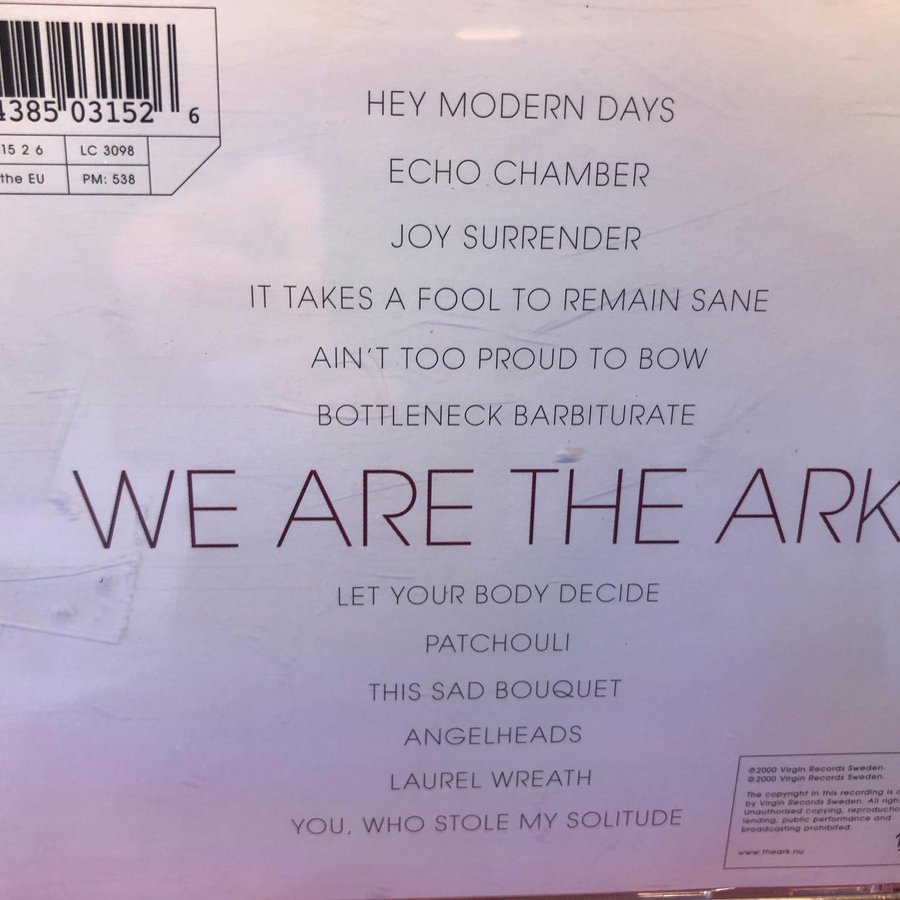 4385 03152 6
15 2 6 LC 3098
the EU PM: 538
HEY MODERN DAYS
ECHO CHAMBER
JOY SURRENDER
IT TAKES A FOOL TO REMAIN SANE
AIN'T TOO PROUD TO BOW
BOTTLENECK BARBITURATE
WE ARE THE ARK
LET YOUR BODY DECIDE
PATCHOULI
THIS SAD BOUQUET
ANGELHEADS
LAUREL WREATH
YOU, WHO STOLE MY SOLITUDE
℗2000 Virgin Records Sweden.
©2000 Virgin Records Sweden.
The copyright in this recording is
by Virgin Records Sweden. All
Unauthorised copying,
lending, public performance and
broadcasting prohibited.
www.theark.nu